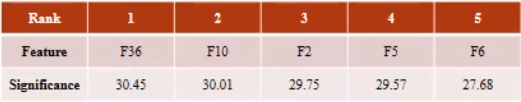 Rank 1 2 3 4 5
Feature F36 F10 F2 F5 F6
Significance 30.45 30.01 29.75 29.57 27.68